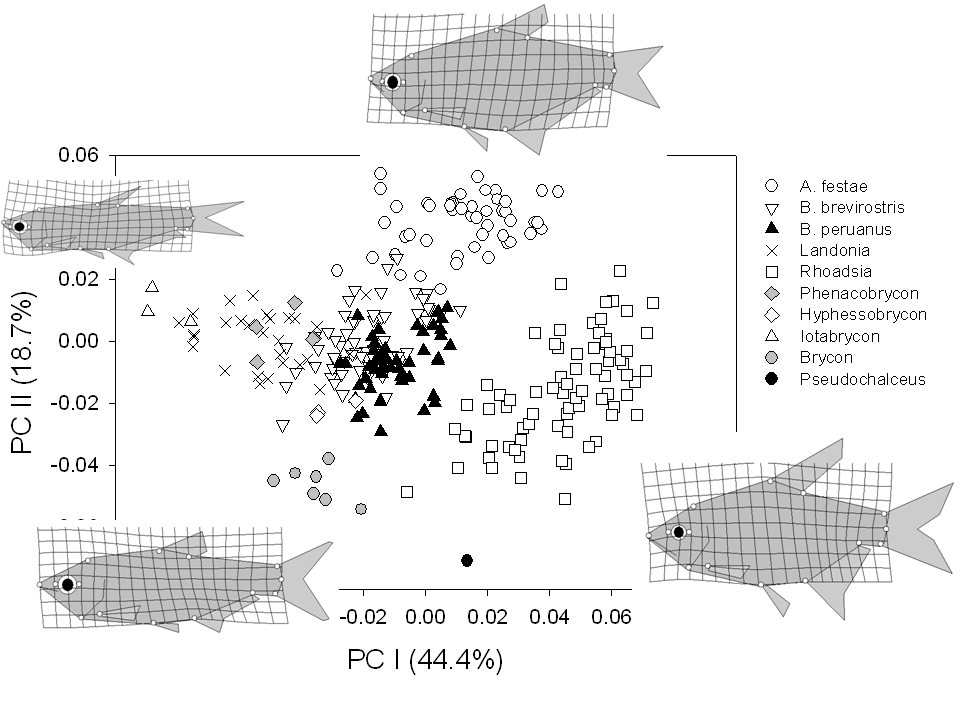 0.06
0.02
0.00
-0.02
-0.04
PC II (18.7%)
A. festae
B. brevirostris
B. peruanus
Landonia
Rhoadsia
Phenacobrycon
Hyphessobrycon
Iotabrycon
Brycon
Pseudochalceus
-0.02 0.00 0.02 0.04 0.06
PC I (44.4%)